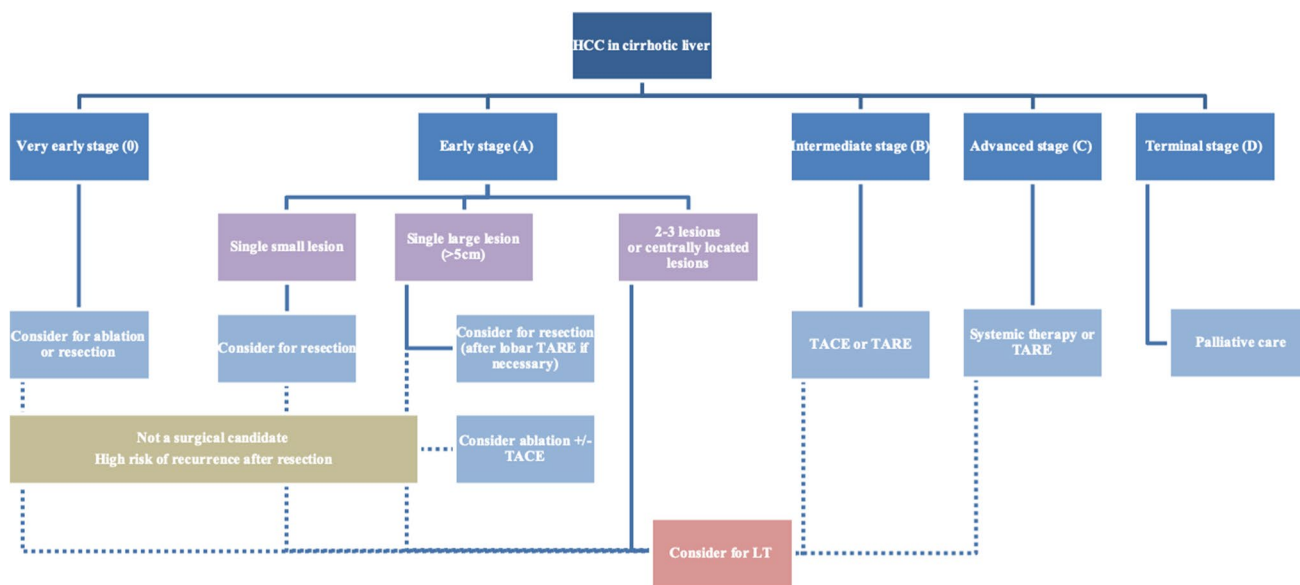 HCC in cirrhotic liver
Very early stage (0)
Early stage (A)
Intermediate stage (B)
Advanced stage (C)
Terminal stage (D)
Single small lesion
Single large lesion
(>5cm)
2-3 lesions
or centrally located
lesions
Consider for ablation
or resection
Consider for resection
Consider for resection
(after lobar TARE if
necessary)
TACE or TARE
Systemic therapy or
TARE
Palliative care
Not a surgical candidate
High risk of recurrence after resection
Consider ablation +/-
TACE
Consider for LT